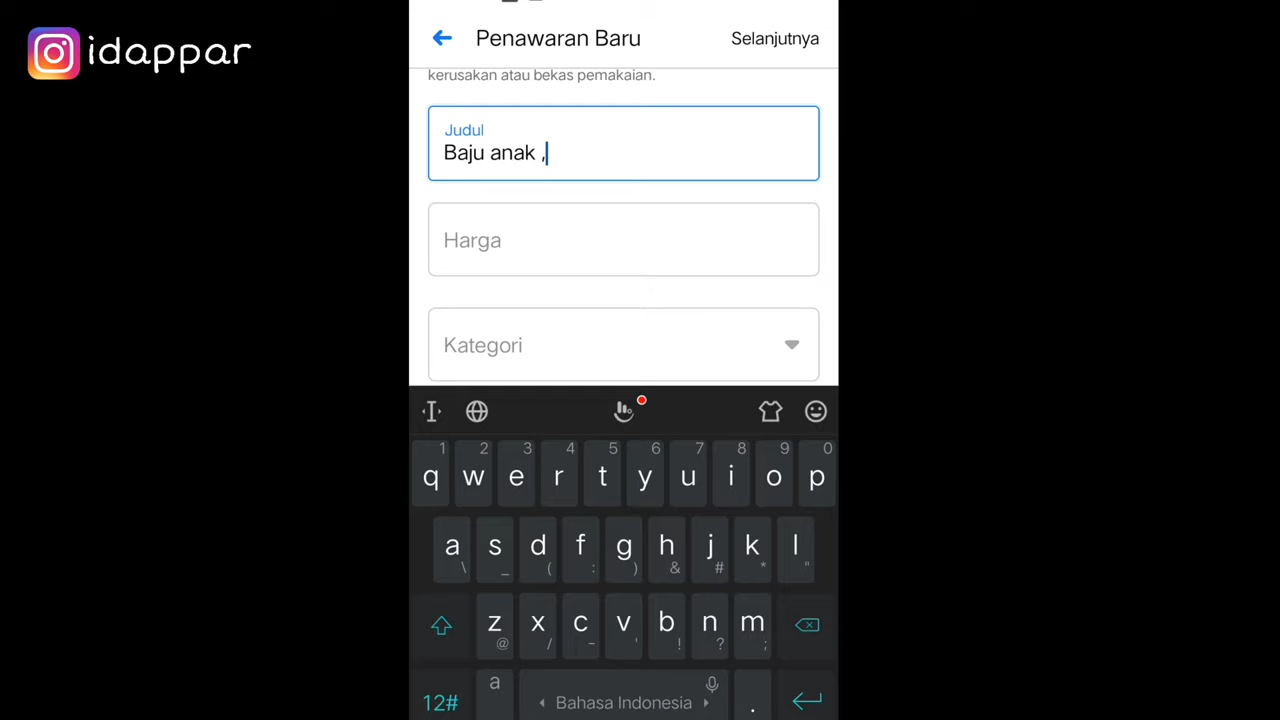 idappar
Penawaran Baru
Selanjutnya
kerusakan atau bekas pemakaian.
Judul
Baju anak ,
Harga
Kategori
1 2 3 4 5 6 7 8 9 0
q w e r t y u i o p
a s d f g h j k l
\ _ ( : ) & # * "
z x c v b n m
@ / - ' ! ? ;
12# a Bahasa Indonesia .